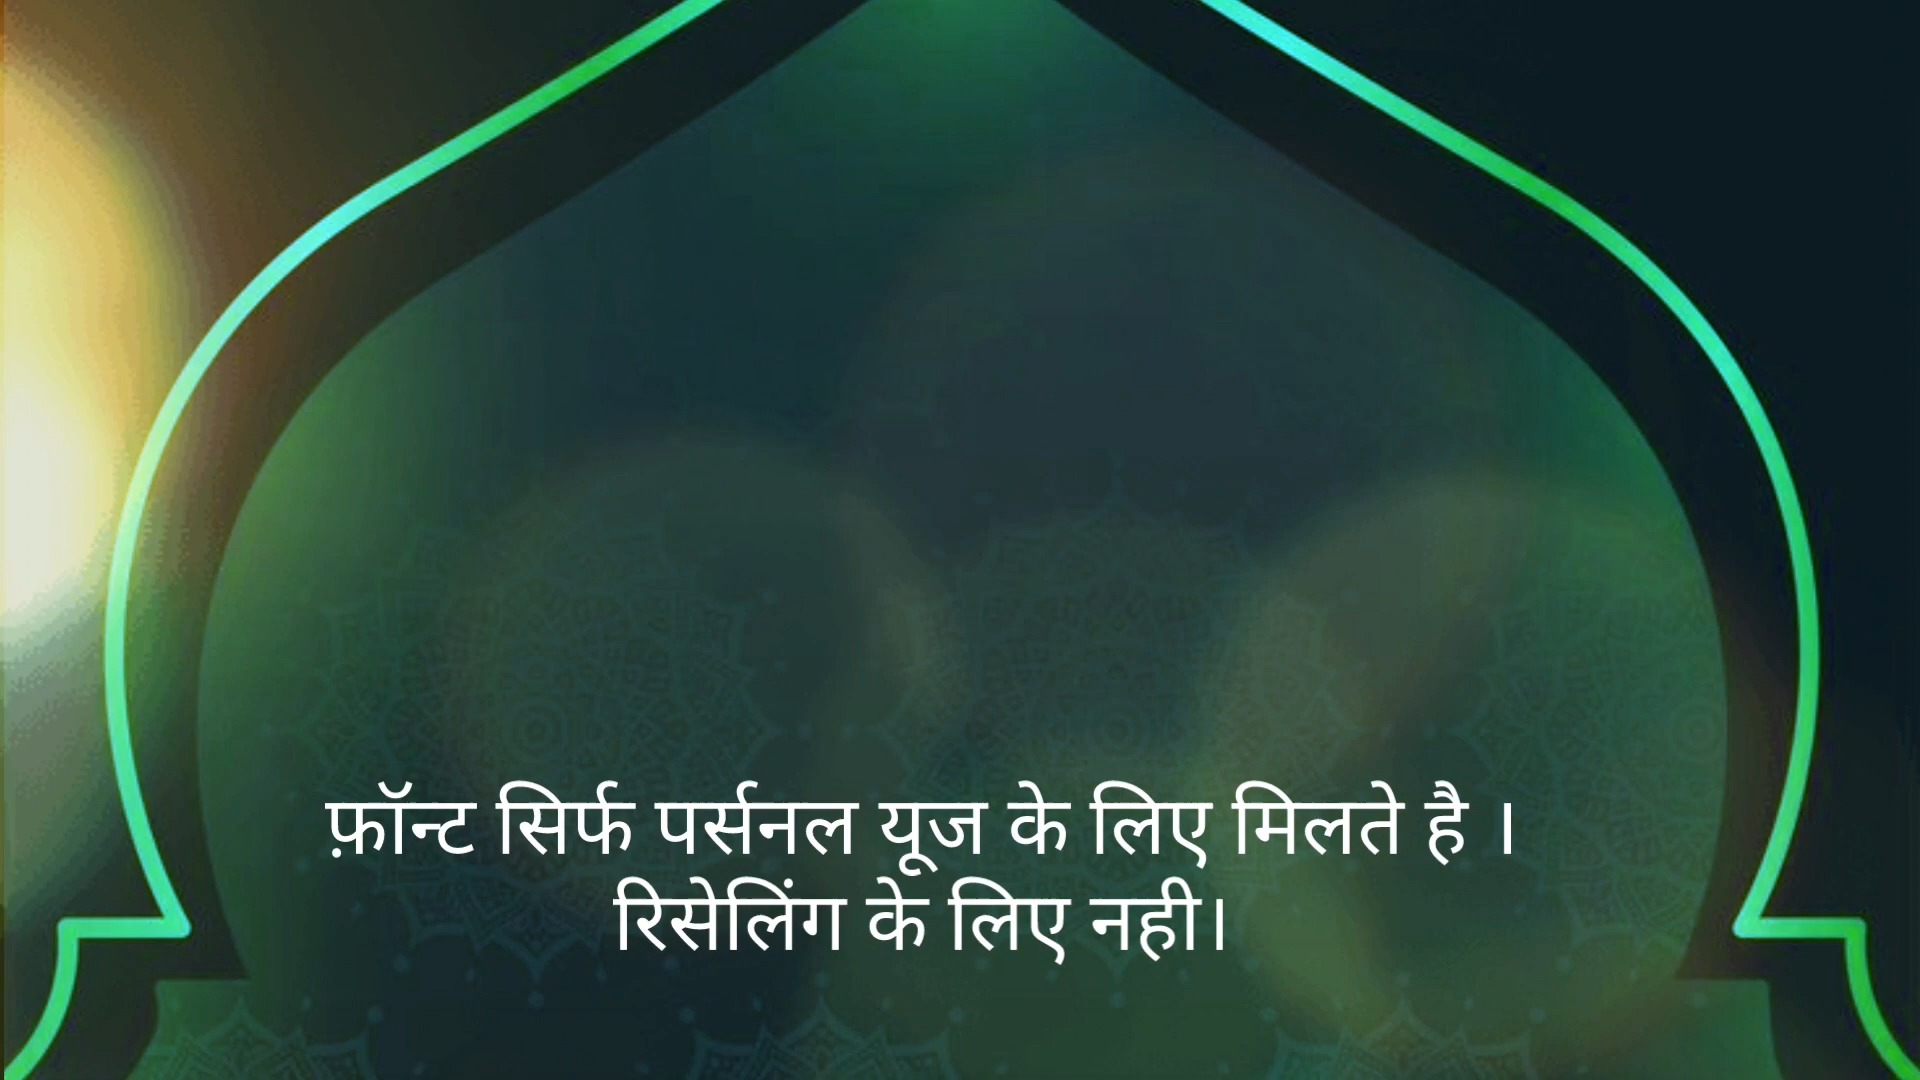 फ़ॉन्ट सिर्फ पर्सनल यूज के लिए मिलते है ।
रिसेलिंग के लिए नही।